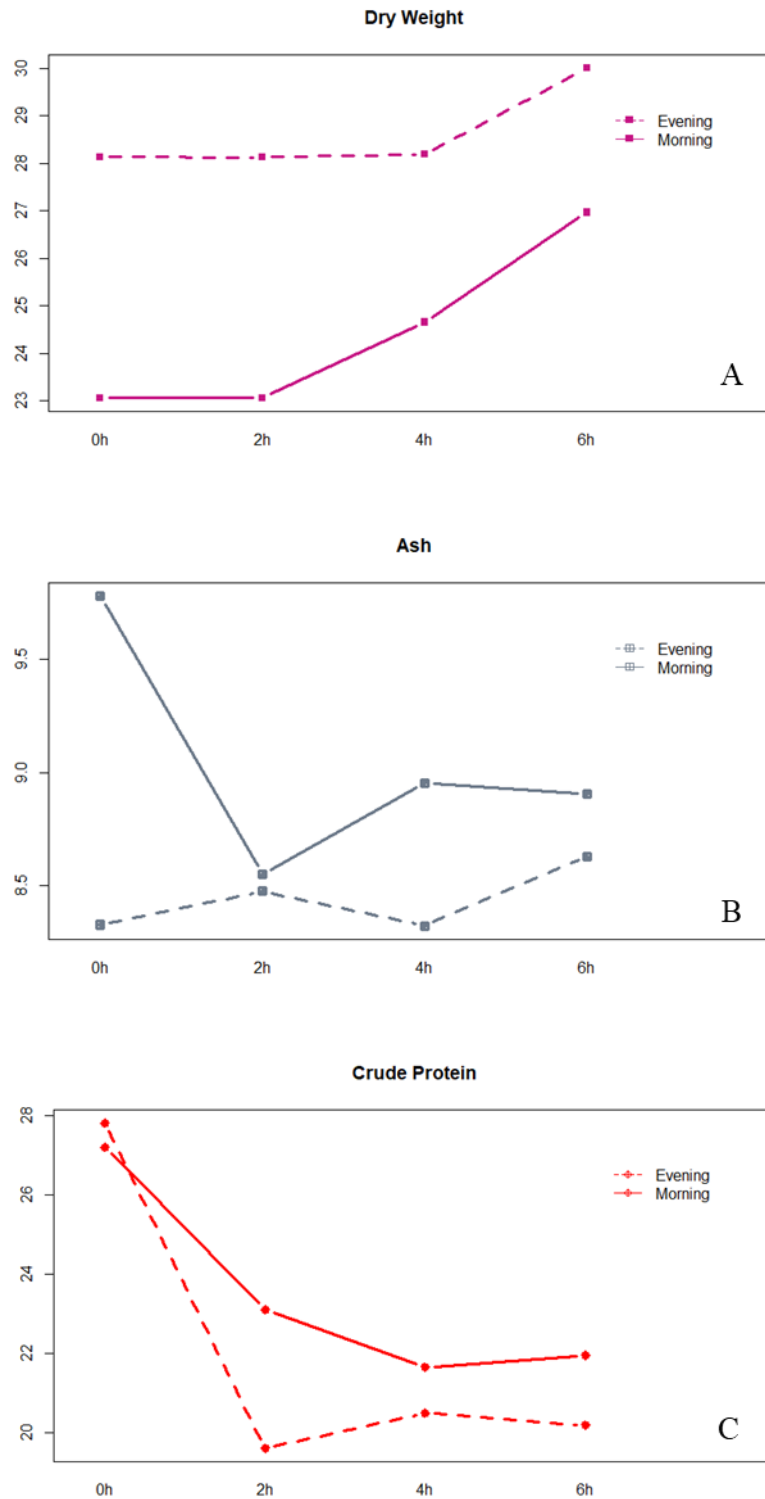 Dry Weight
30
29
28
27
26
25
24
23
Evening
Morning
A
0h 2h 4h 6h
Ash
9.5
9.0
8.5
Evening
Morning
B
0h 2h 4h 6h
Crude Protein
28
26
24
22
20
Evening
Morning
C
0h 2h 4h 6h